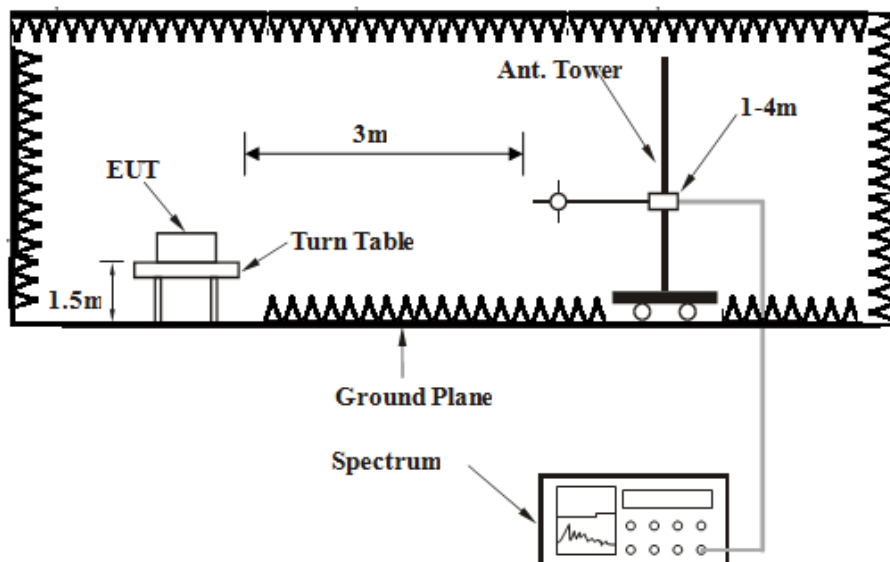 Ant. Tower
1-4m
3m
EUT
Turn Table
1.5m
Ground Plane
Spectrum